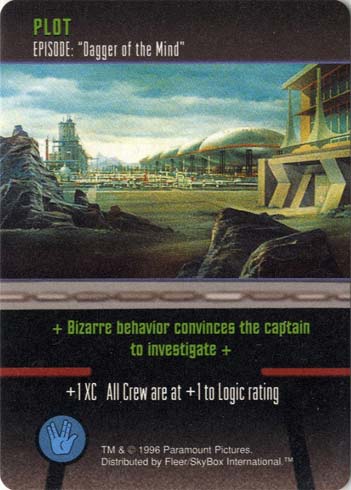 PLOT
EPISODE: "Dagger of the Mind"
+ Bizarre behavior convinces the captain
to investigate +
+1 XC All Crew are at +1 to Logic rating
TM & © 1996 Paramount Pictures.
Distributed by Fleer/SkyBox International.™